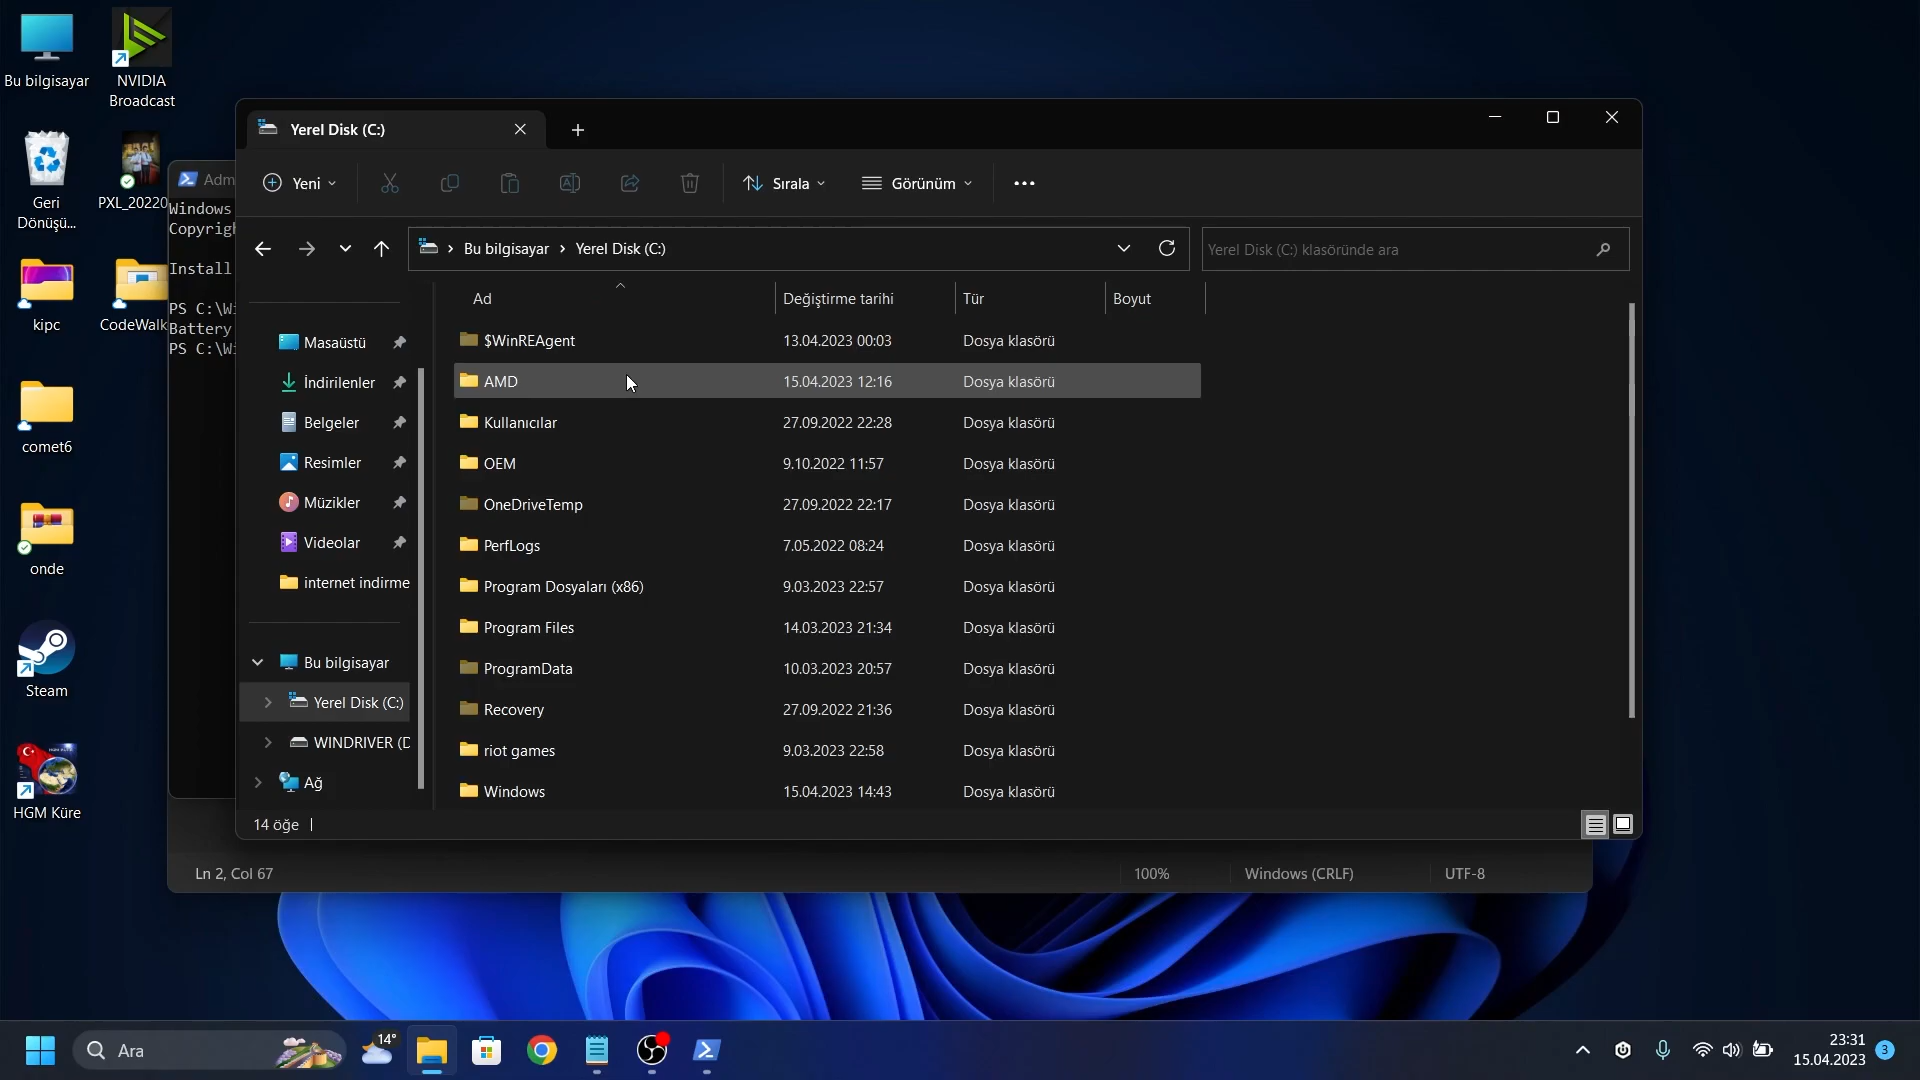 Bu bilgisayar
NVIDIA
Broadcast
Geri
Dönüşü...
PXL_20220
kipc
CodeWalk
comet6
onde
Steam
HGM Küre
Adm
Windows
Copyrig
Install
PS C:\W
Battery
PS C:\W
Yerel Disk (C:)
Yeni
Sırala
Görünüm
Bu bilgisayar
Yerel Disk (C:)
Yerel Disk (C:) klasöründe ara
Ad
Değiştirme tarihi
Tür
Boyut
Masaüstü
İndirilenler
Belgeler
Resimler
Müzikler
Videolar
internet indirme
Bu bilgisayar
Yerel Disk (C:)
WINDRIVER (D
Ağ
$WinREAgent 13.04.2023 00:03 Dosya klasörü
AMD 15.04.2023 12:16 Dosya klasörü
Kullanıcılar 27.09.2022 22:28 Dosya klasörü
OEM 9.10.2022 11:57 Dosya klasörü
OneDriveTemp 27.09.2022 22:17 Dosya klasörü
PerfLogs 7.05.2022 08:24 Dosya klasörü
Program Dosyaları (x86) 9.03.2023 22:57 Dosya klasörü
Program Files 14.03.2023 21:34 Dosya klasörü
ProgramData 10.03.2023 20:57 Dosya klasörü
Recovery 27.09.2022 21:36 Dosya klasörü
riot games 9.03.2023 22:58 Dosya klasörü
Windows 15.04.2023 14:43 Dosya klasörü
14 öğe
Ln 2, Col 67
100%
Windows (CRLF)
UTF-8
Ara
14°
23:31
15.04.2023
3